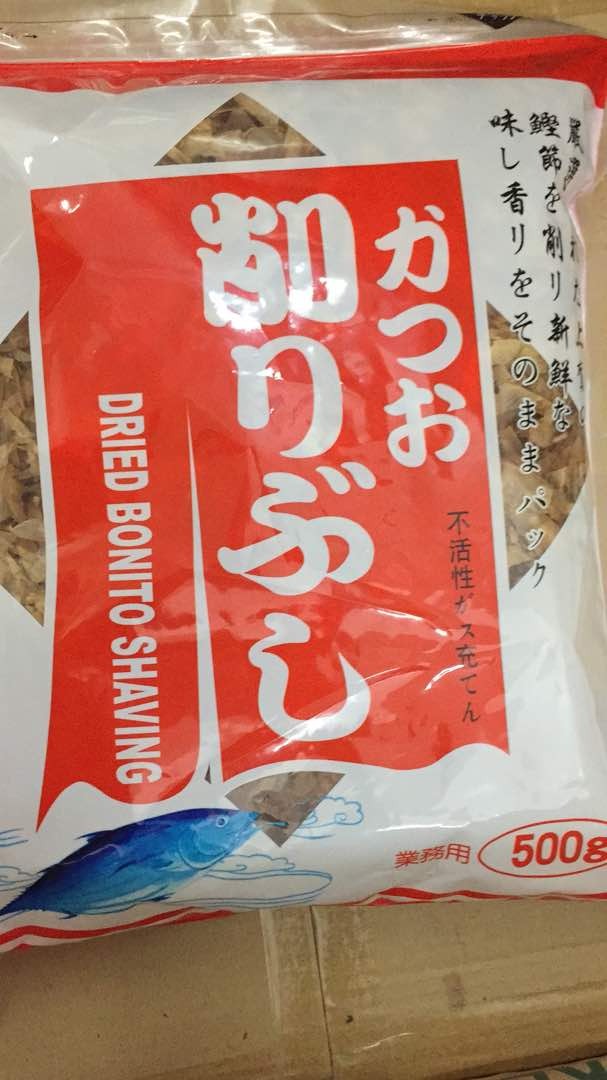 鰹節を削り新鮮な
味し香りをそのままパック
かつお
削りぶし
不活性ガス充てん
DRIED BONITO SHAVING
業務用
500g